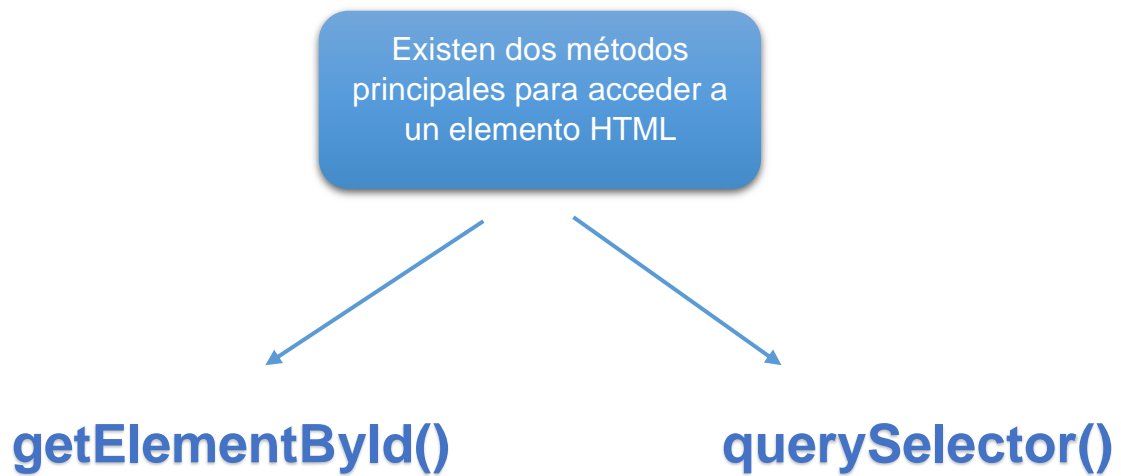 Existen dos métodos
principales para acceder a
un elemento HTML
getElementById()
querySelector()